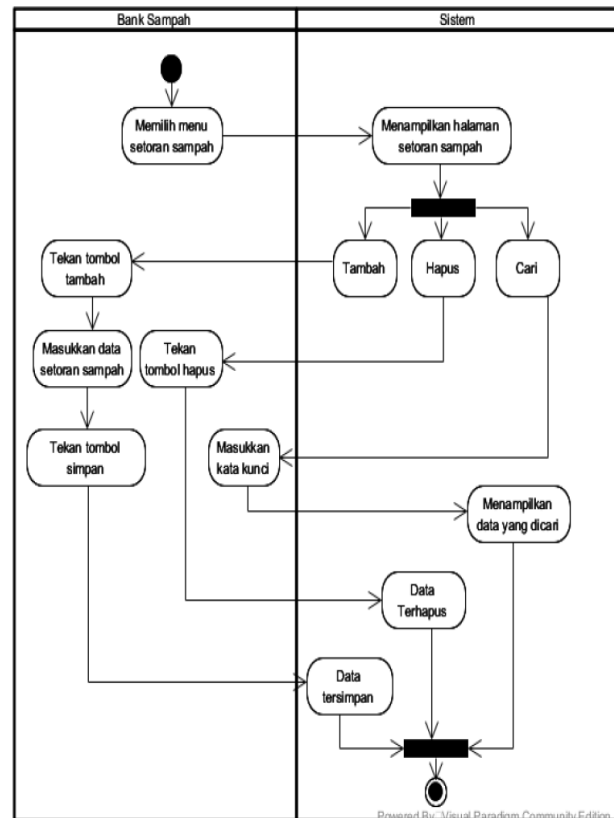 Bank Sampah
Sistem
Memilih menu
setoran sampah
Menampilkan halaman
setoran sampah
Tambah
Hapus
Cari
Tekan tombol
tambah
Masukkan data
setoran sampah
Tekan
tombol hapus
Tekan tombol
simpan
Masukkan
kata kunci
Menampilkan
data yang dicari
Data
Terhapus
Data
tersimpan
Powered By Visual Paradigm Community Edition